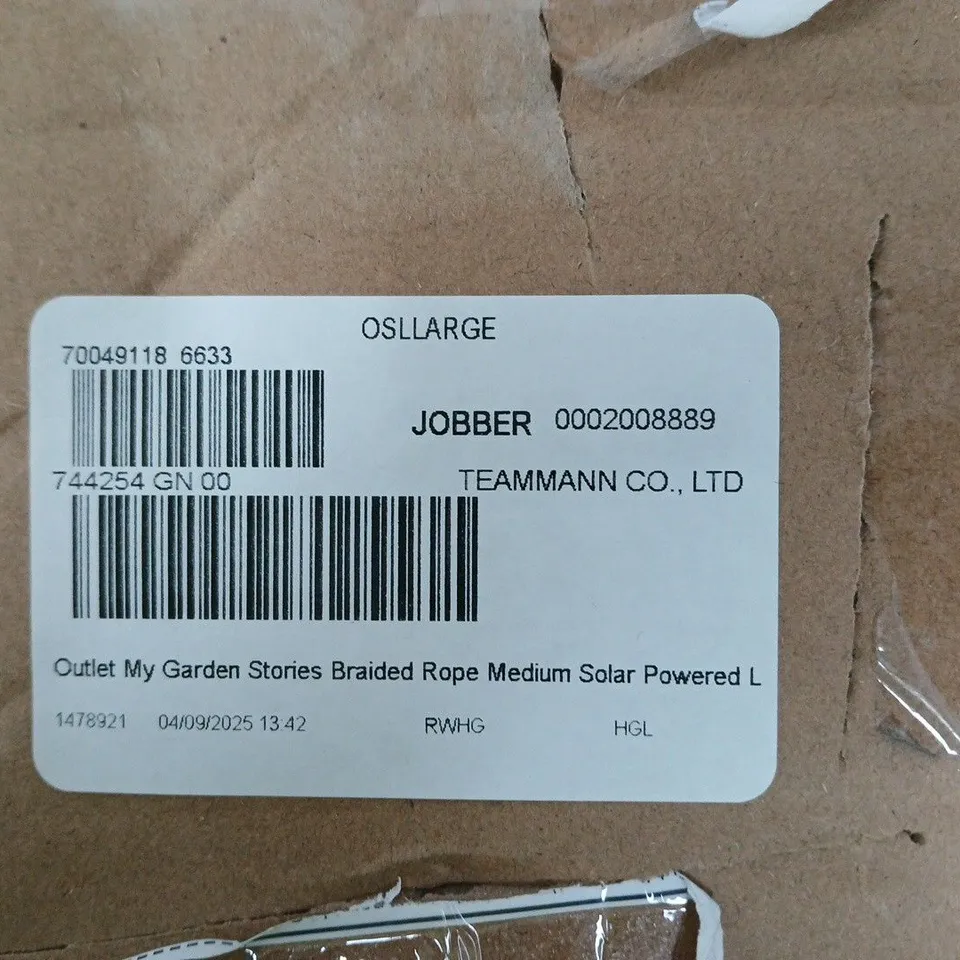 OSLLARGE
70049118 6633
JOBBER 0002008889
744254 GN 00
TEAMMANN CO., LTD
Outlet My Garden Stories Braided Rope Medium Solar Powered L
1478921 04/09/2025 13:42 RWHG HGL